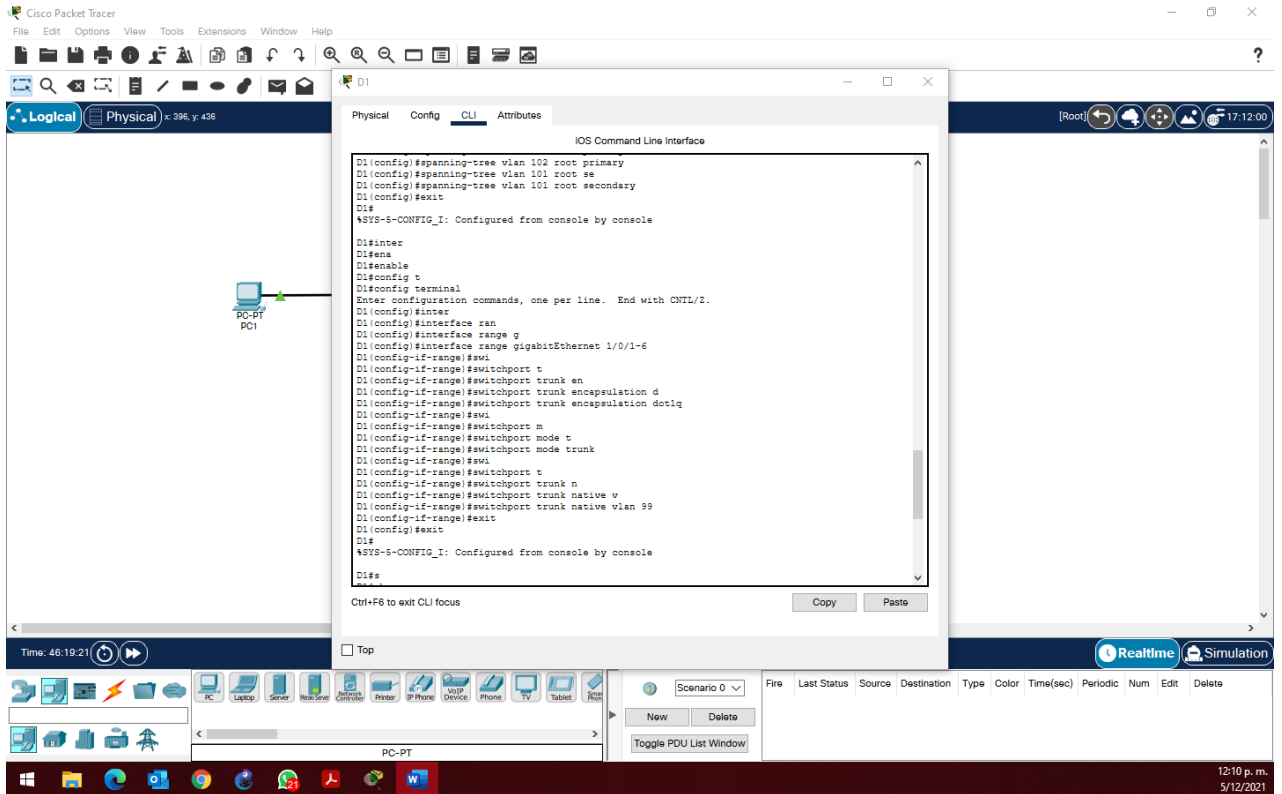 Cisco Packet Tracer
File Edit Options View Tools Extensions Window Help
?
D1
Logical Physical x: 396, y: 436
[Root] 17:12:00
Physical Config CLI Attributes
IOS Command Line Interface
D1(config)#spanning-tree vlan 102 root primary
D1(config)#spanning-tree vlan 101 root se
D1(config)#spanning-tree vlan 101 root secondary
D1(config)#exit
D1#
%SYS-5-CONFIG_I: Configured from console by console
D1#inter
D1#ena
D1#enable
D1#config t
D1#config terminal
Enter configuration commands, one per line. End with CNTL/Z.
D1(config)#inter
D1(config)#interface ran
D1(config)#interface range g
D1(config)#interface range gigabitEthernet 1/0/1-6
D1(config-if-range)#swi
D1(config-if-range)#switchport t
D1(config-if-range)#switchport trunk en
D1(config-if-range)#switchport trunk encapsulation d
D1(config-if-range)#switchport trunk encapsulation dot1q
D1(config-if-range)#swi
D1(config-if-range)#switchport m
D1(config-if-range)#switchport mode t
D1(config-if-range)#switchport mode trunk
D1(config-if-range)#swi
D1(config-if-range)#switchport t
D1(config-if-range)#switchport trunk n
D1(config-if-range)#switchport trunk native v
D1(config-if-range)#switchport trunk native vlan 99
D1(config-if-range)#exit
D1(config)#exit
D1#
%SYS-5-CONFIG_I: Configured from console by console
D1#s
PC-PT
PC1
Ctrl+F6 to exit CLI focus
Copy Paste
Top
Time: 46:19:21
Realtime Simulation
PC Laptop Server Meraki Server Network Controller Printer IP Phone VoIP Device Phone TV Tablet
PC-PT
Scenario 0
New Delete
Toggle PDU List Window
Fire Last Status Source Destination Type Color Time(sec) Periodic Num Edit Delete
21
12:10 p. m.
5/12/2021